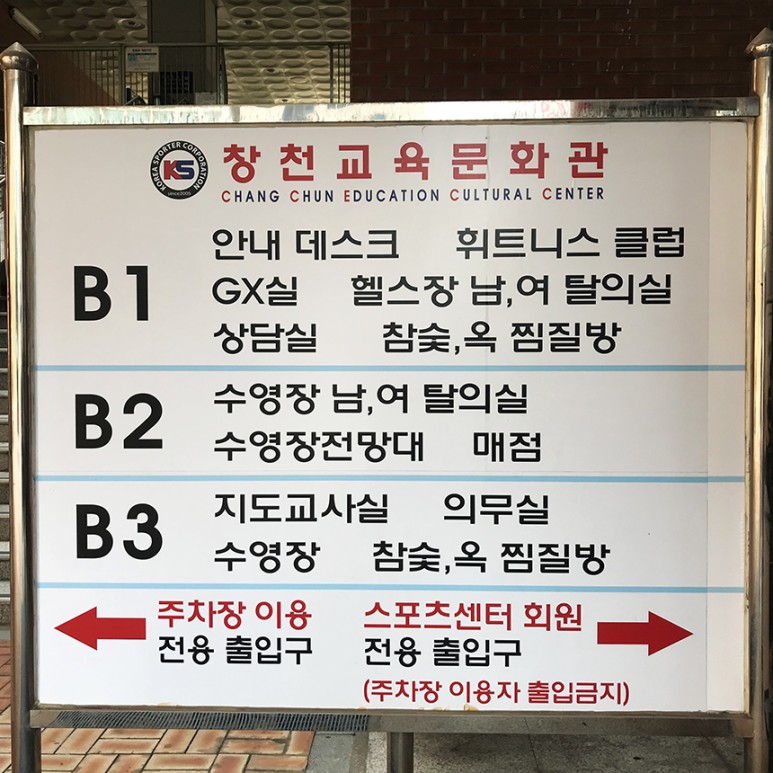 KOREA SPORTER CORPORATION
KS
SINCE 2005
창천교육문화관
CHANG CHUN EDUCATION CULTURAL CENTER
B1
안내 데스크 휘트니스 클럽
GX실 헬스장 남,여 탈의실
상담실 참숯,옥 찜질방
B2
수영장 남,여 탈의실
수영장전망대 매점
B3
지도교사실 의무실
수영장 참숯,옥 찜질방
주차장 이용
전용 출입구
스포츠센터 회원
전용 출입구
(주차장 이용자 출입금지)